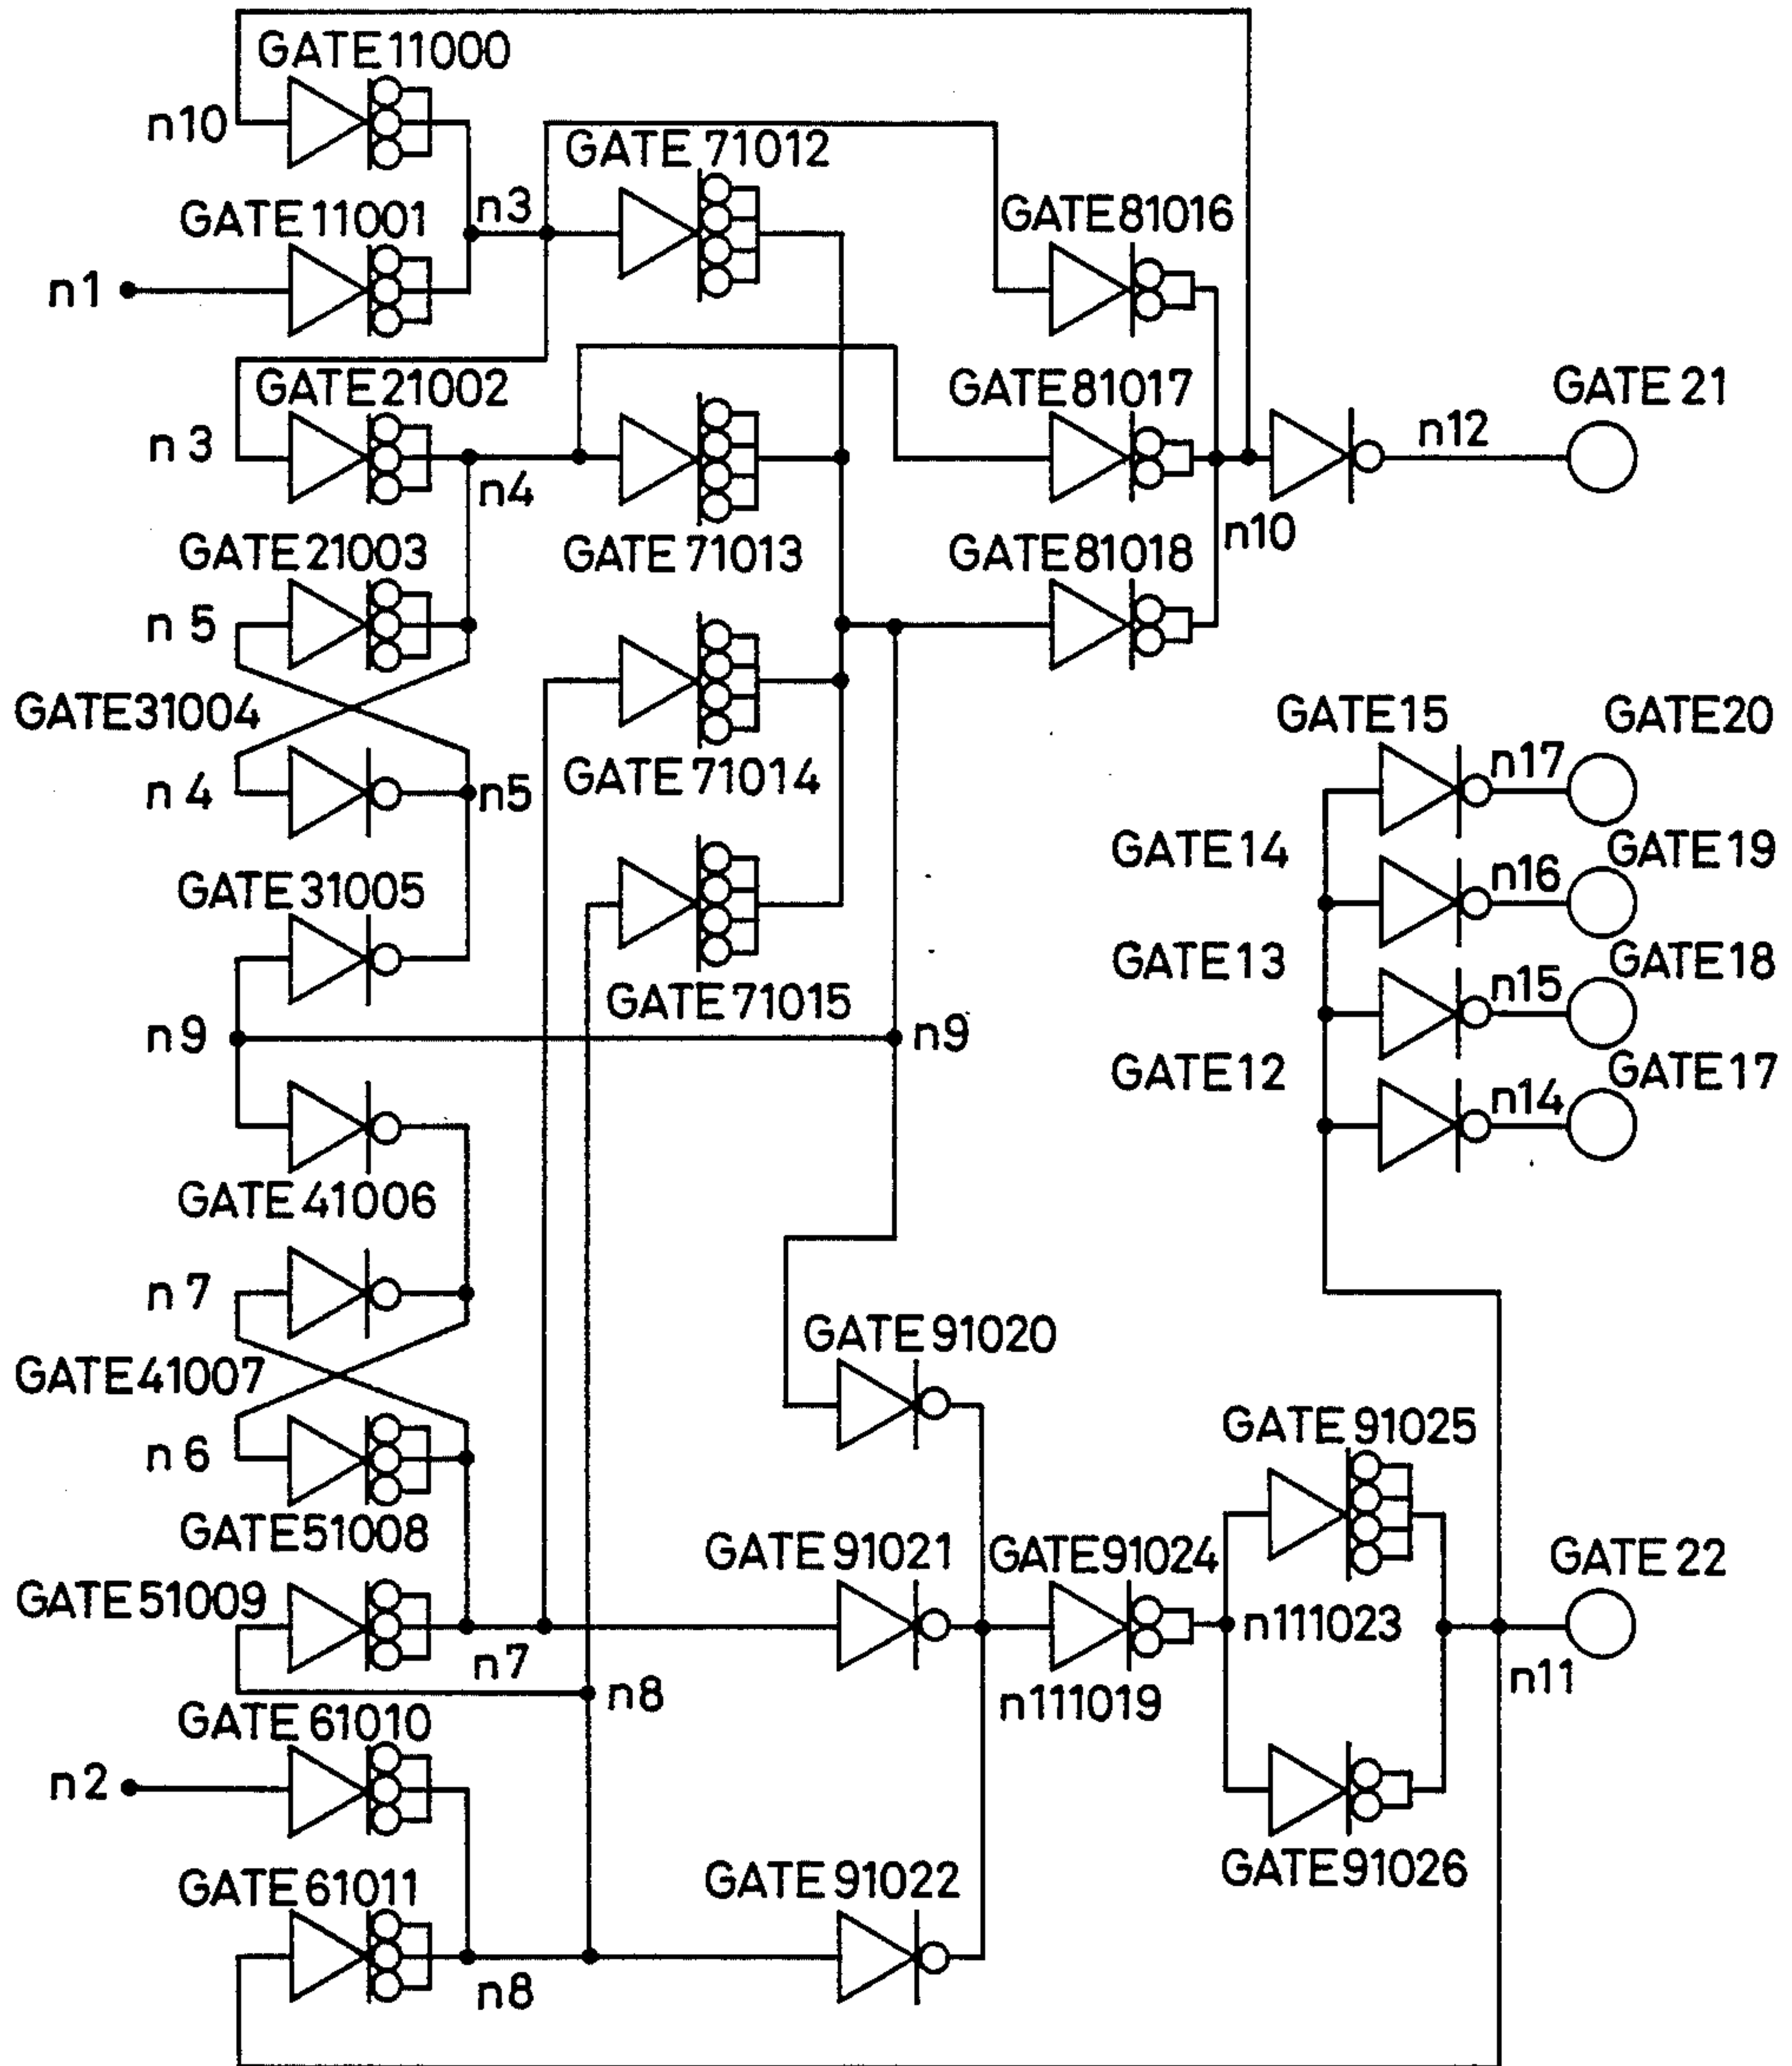 GATE11000
n10
GATE 71012
n3
GATE 11001
GATE81016
n1
GATE21002
GATE81017
GATE 21
n12
n 3
n4
n10
GATE21003
GATE 71013
GATE81018
n 5
GATE31004
GATE15
GATE20
n17
n 4
n5
GATE 71014
GATE14
GATE19
n16
GATE 31005
GATE13
GATE18
n15
GATE 71015
n9
n9
GATE12
GATE17
n14
GATE 41006
n 7
GATE 91020
GATE41007
GATE 91025
n 6
GATE51008
GATE 91021
GATE91024
GATE 22
GATE 51009
n111023
n7
n8
n111019
n11
GATE 61010
n2
GATE61011
GATE 91022
GATE91026
n8